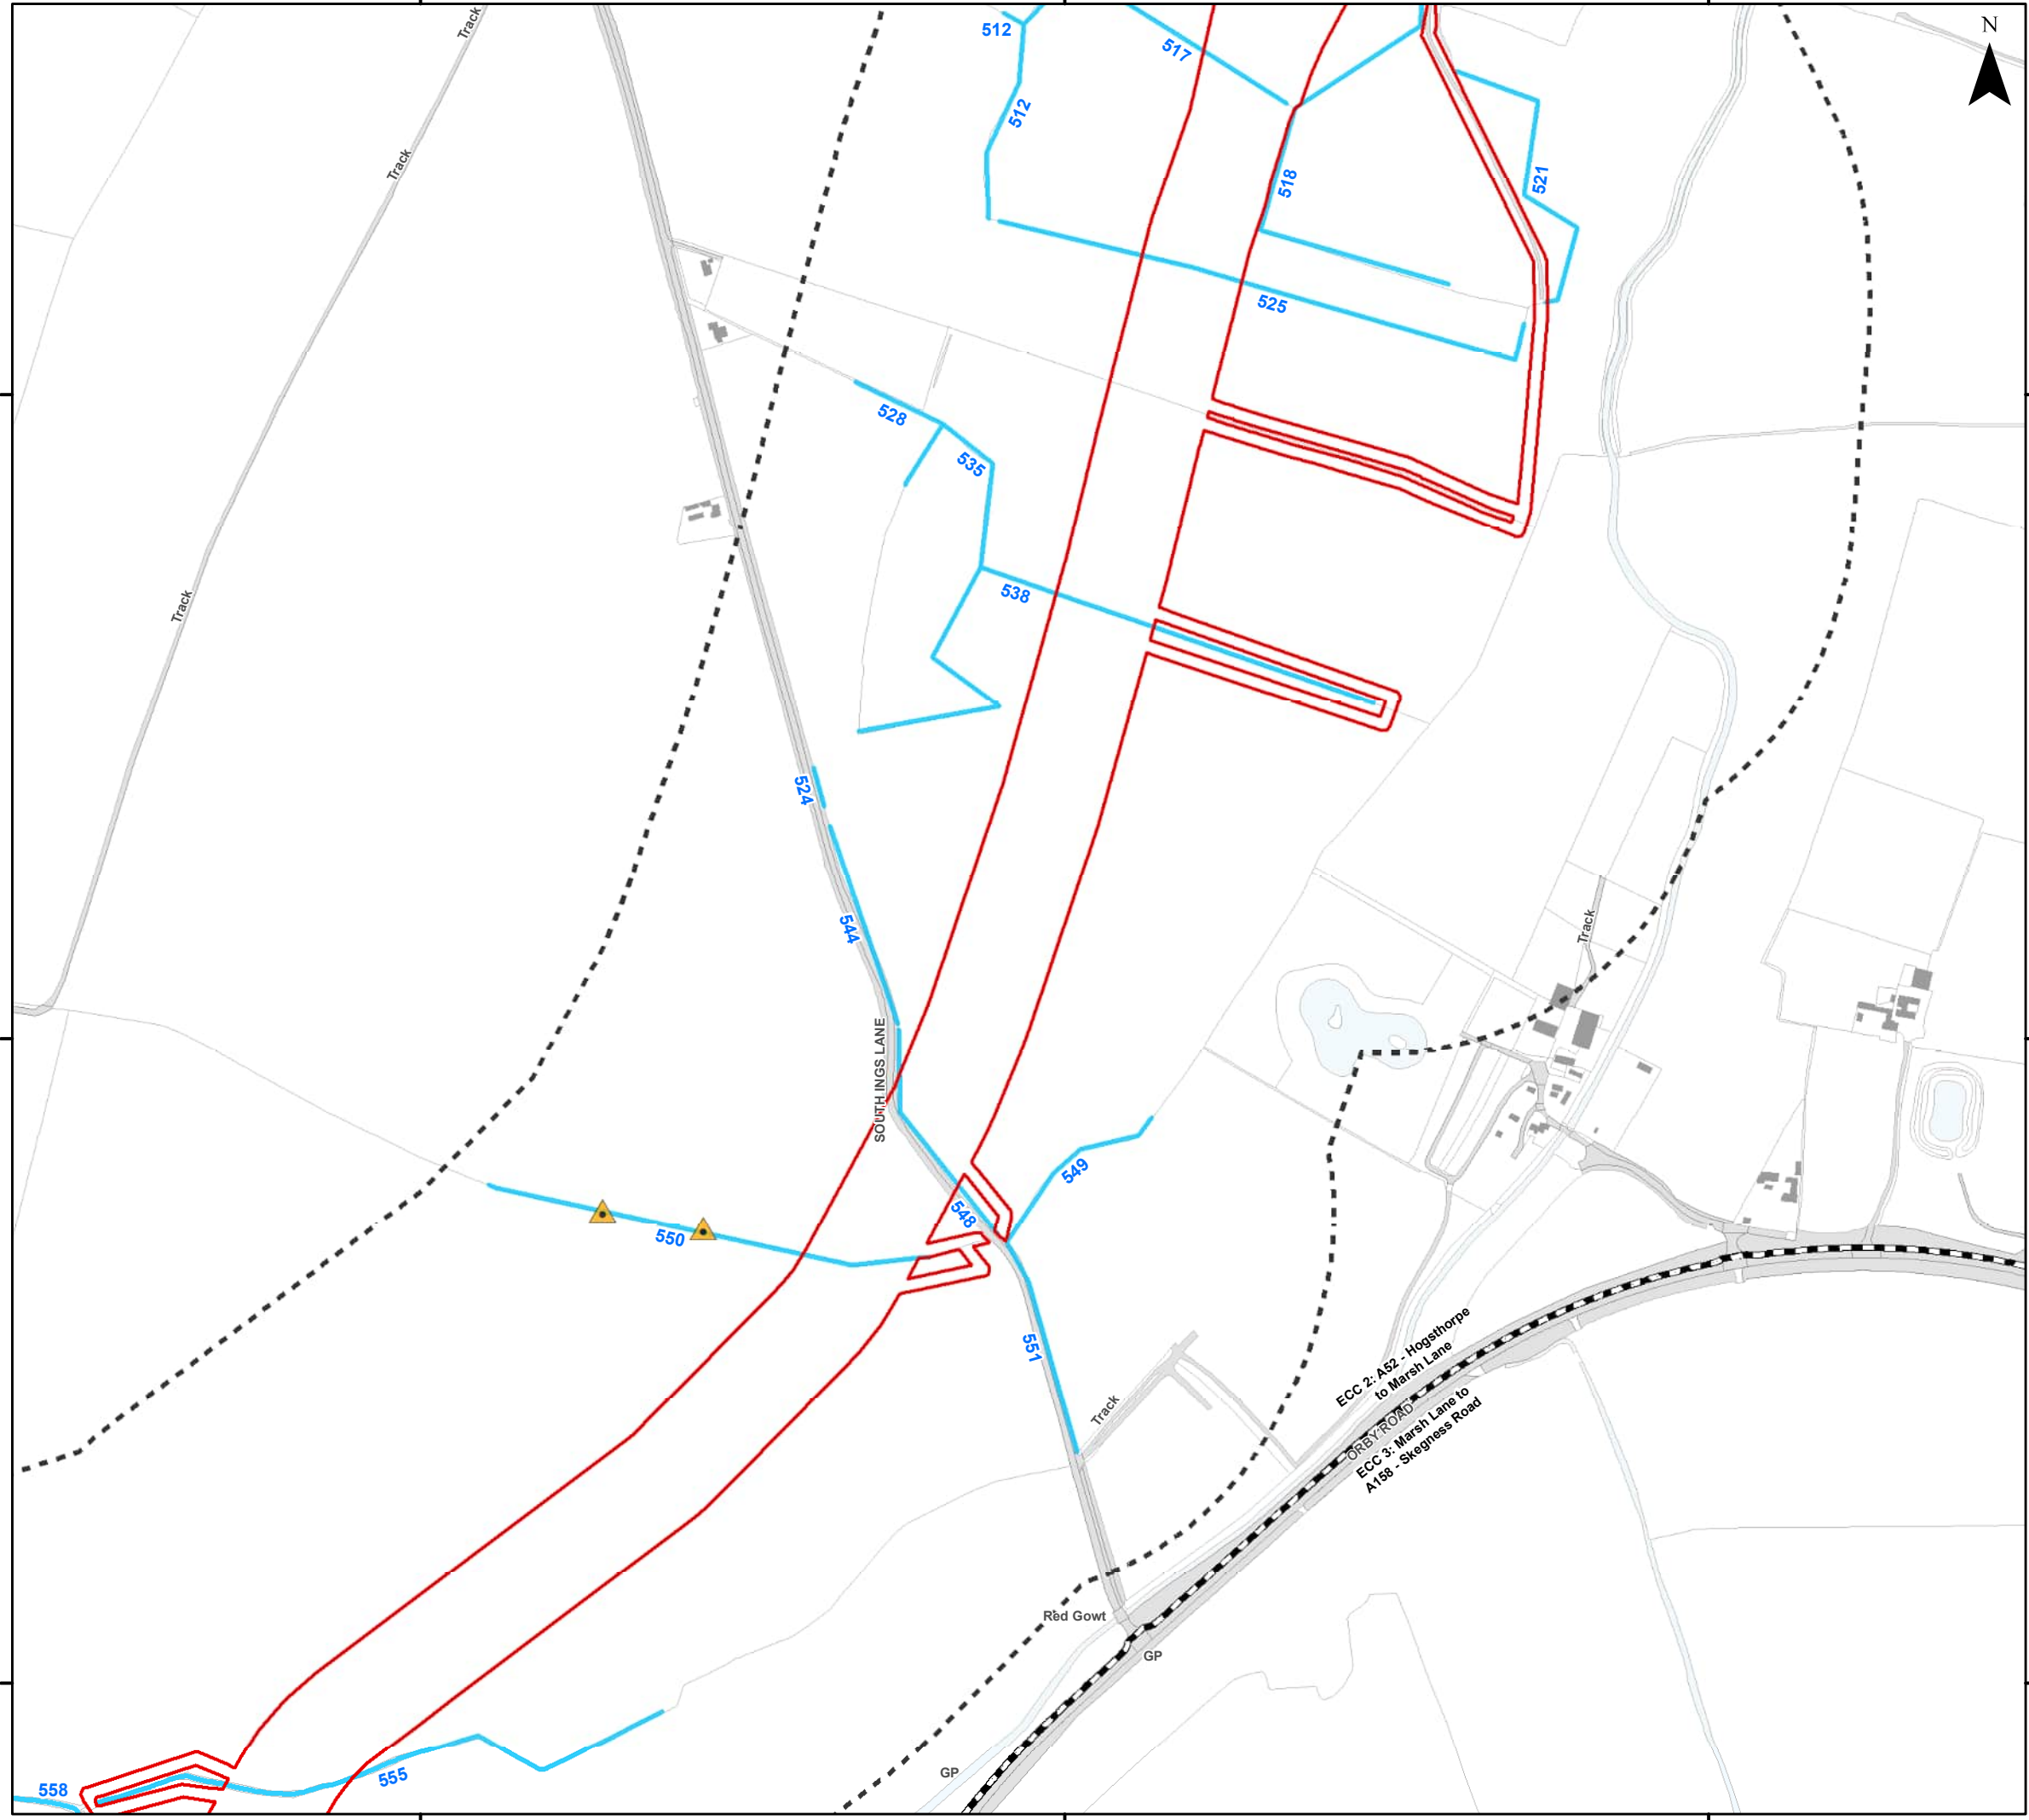 Track
512
517
N
512
Track
518
521
525
528
535
538
Track
524
544
Track
SOUTH INGS LANE
549
548
550
551
ECC 2: A52 - Hogsthorpe
to Marsh Lane
Track
ORBY ROAD
ECC 3: Marsh Lane to
A158 - Skegness Road
Red Gowt
GP
GP
555
558